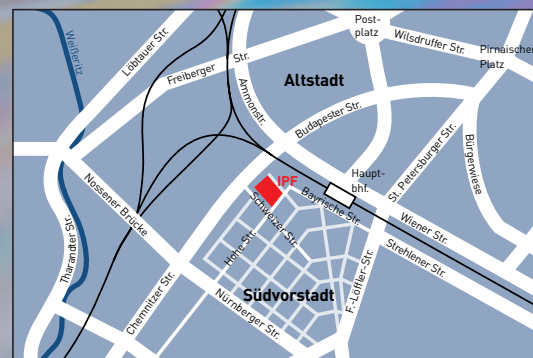 Post-
platz
Weißeritz
Löbtauer Str.
Wilsdruffer Str.
Pirnaischer
Platz
Freiberger Str.
Altstadt
Ammonstr.
Budapester Str.
St. Petersburger Str.
Bürgerwiese
Haupt-
bhf.
IPF
Bayrische Str.
Nossener Brücke
Schweizer Str.
Wiener Str.
Tharandter Str.
Hohe Str.
Strehlener Str.
F.-Löffler-Str.
Südvorstadt
Chemnitzer Str.
Nürnberger Str.